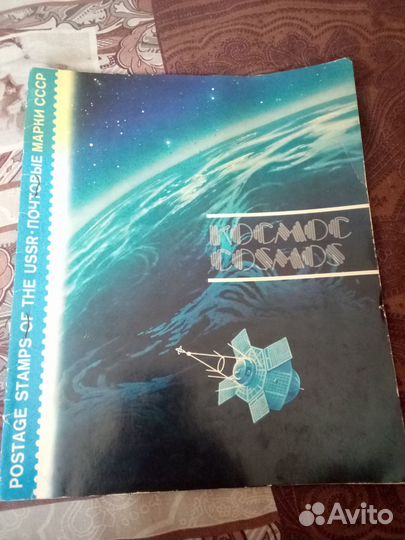 POSTAGE STAMPS OF THE USSR · ПОЧТОВЫЕ МАРКИ СССР
КОСМОС
COSMOS
Avito